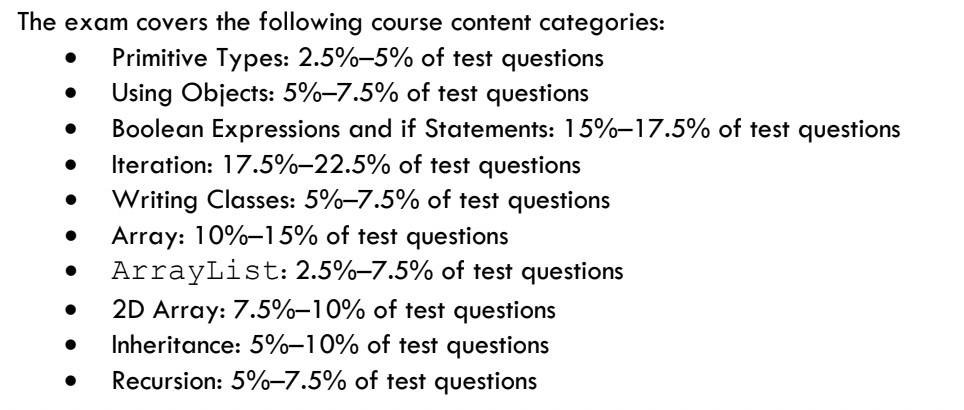 The exam covers the following course content categories:
• Primitive Types: 2.5%–5% of test questions
• Using Objects: 5%–7.5% of test questions
• Boolean Expressions and if Statements: 15%–17.5% of test questions
• Iteration: 17.5%–22.5% of test questions
• Writing Classes: 5%–7.5% of test questions
• Array: 10%–15% of test questions
• ArrayList: 2.5%–7.5% of test questions
• 2D Array: 7.5%–10% of test questions
• Inheritance: 5%–10% of test questions
• Recursion: 5%–7.5% of test questions